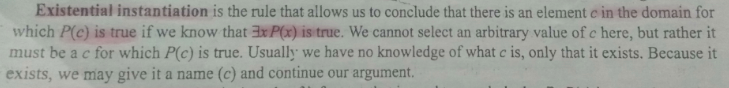 Existential instantiation is the rule that allows us to conclude that there is an element c in the domain for
which P(c) is true if we know that ∃xP(x) is true. We cannot select an arbitrary value of c here, but rather it
must be a c for which P(c) is true. Usually we have no knowledge of what c is, only that it exists. Because it
exists, we may give it a name (c) and continue our argument.